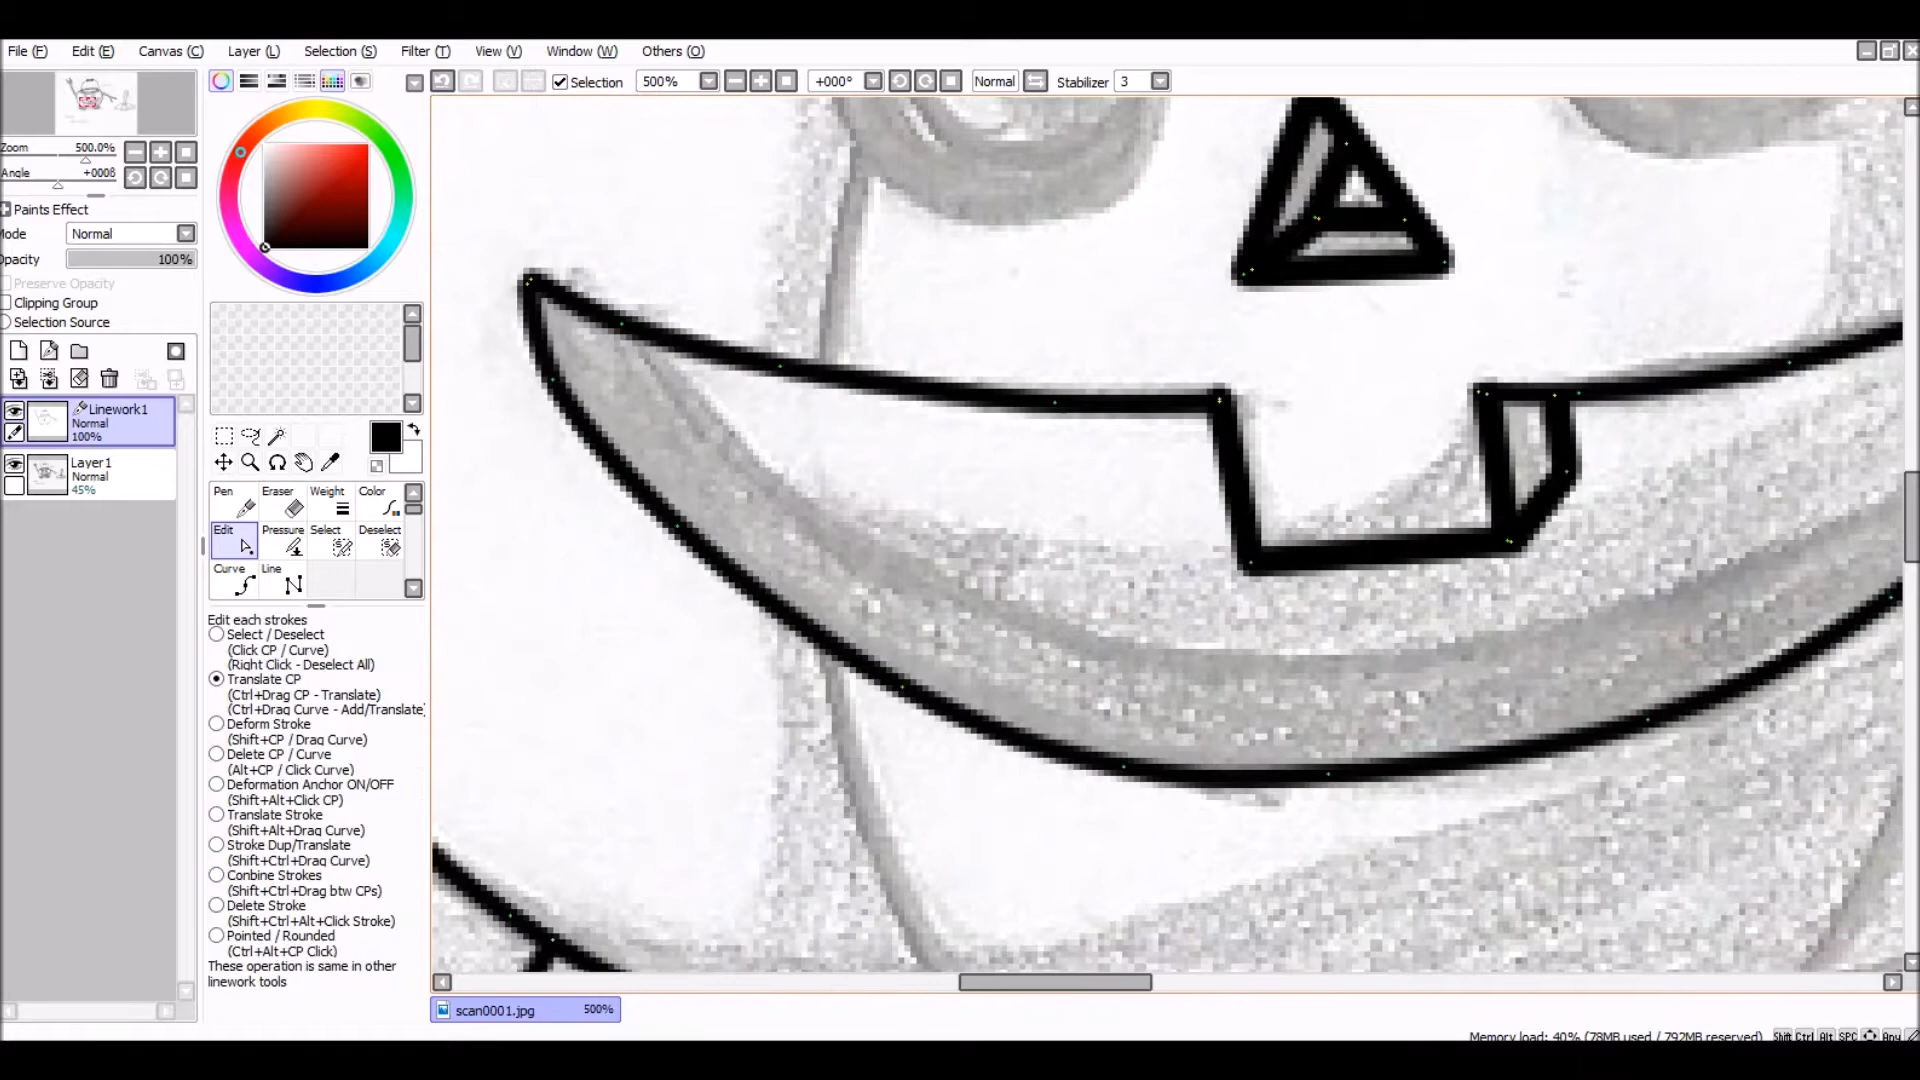 File (F) Edit (E) Canvas (C) Layer (L) Selection (S) Filter (T) View (V) Window (W) Others (O)
Selection 500% +000° Normal Stabilizer 3
Zoom 500.0%
Angle +000ß
Paints Effect
Mode Normal
Opacity 100%
Preserve Opacity
Clipping Group
Selection Source
Linework1
Normal
100%
Layer1
Normal
45%
Pen Eraser Weight Color
Edit Pressure Select Deselect
Curve Line
Edit each strokes
Select / Deselect
(Click CP / Curve)
(Right Click - Deselect All)
Translate CP
(Ctrl+Drag CP - Translate)
(Ctrl+Drag Curve - Add/Translate)
Deform Stroke
(Shift+CP / Drag Curve)
Delete CP / Curve
(Alt+CP / Click Curve)
Deformation Anchor ON/OFF
(Shift+Alt+Click CP)
Translate Stroke
(Shift+Alt+Drag Curve)
Stroke Dup/Translate
(Shift+Ctrl+Drag Curve)
Conbine Strokes
(Shift+Ctrl+Drag btw CPs)
Delete Stroke
(Shift+Ctrl+Alt+Click Stroke)
Pointed / Rounded
(Ctrl+Alt+CP Click)
These operation is same in other
linework tools
scan0001.jpg 500%
Memory load: 40% (78MB used / 792MB reserved) Shift Ctrl Alt SPC Any